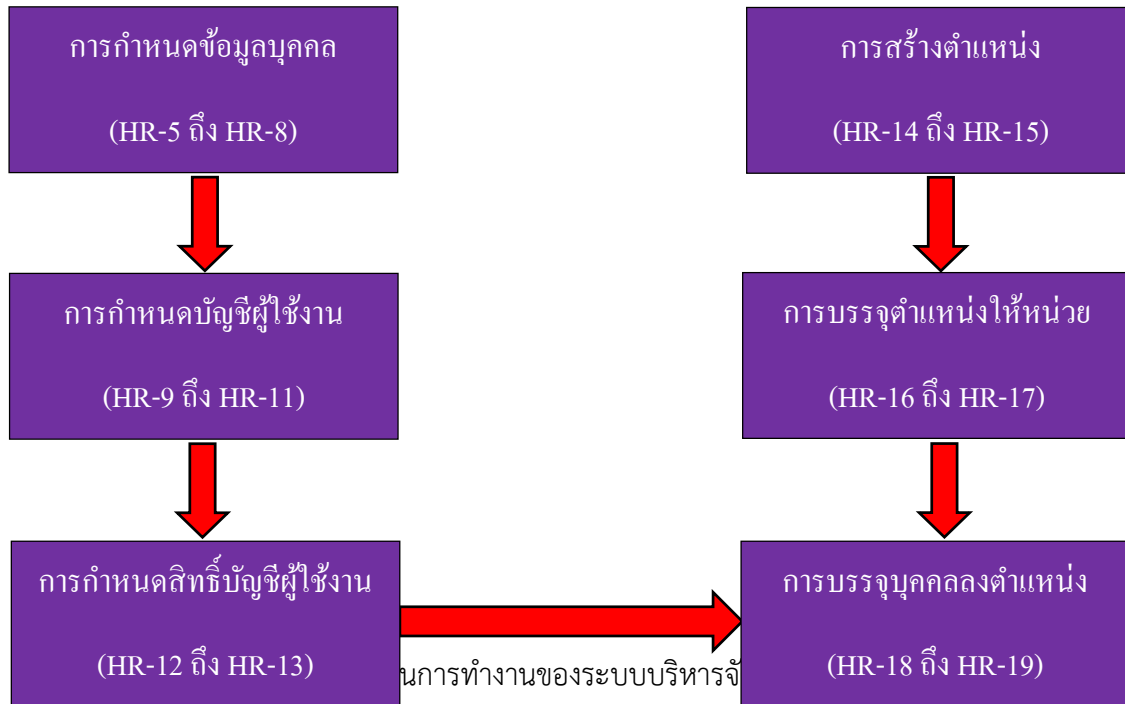 การกำหนดข้อมูลบุคคล
(HR-5 ถึง HR-8)
การสร้างตำแหน่ง
(HR-14 ถึง HR-15)
การกำหนดบัญชีผู้ใช้งาน
(HR-9 ถึง HR-11)
การบรรจุตำแหน่งให้หน่วย
(HR-16 ถึง HR-17)
การกำหนดสิทธิ์บัญชีผู้ใช้งาน
(HR-12 ถึง HR-13)
การบรรจุบุคคลลงตำแหน่ง
(HR-18 ถึง HR-19)
นการทำงานของระบบบริหารจั